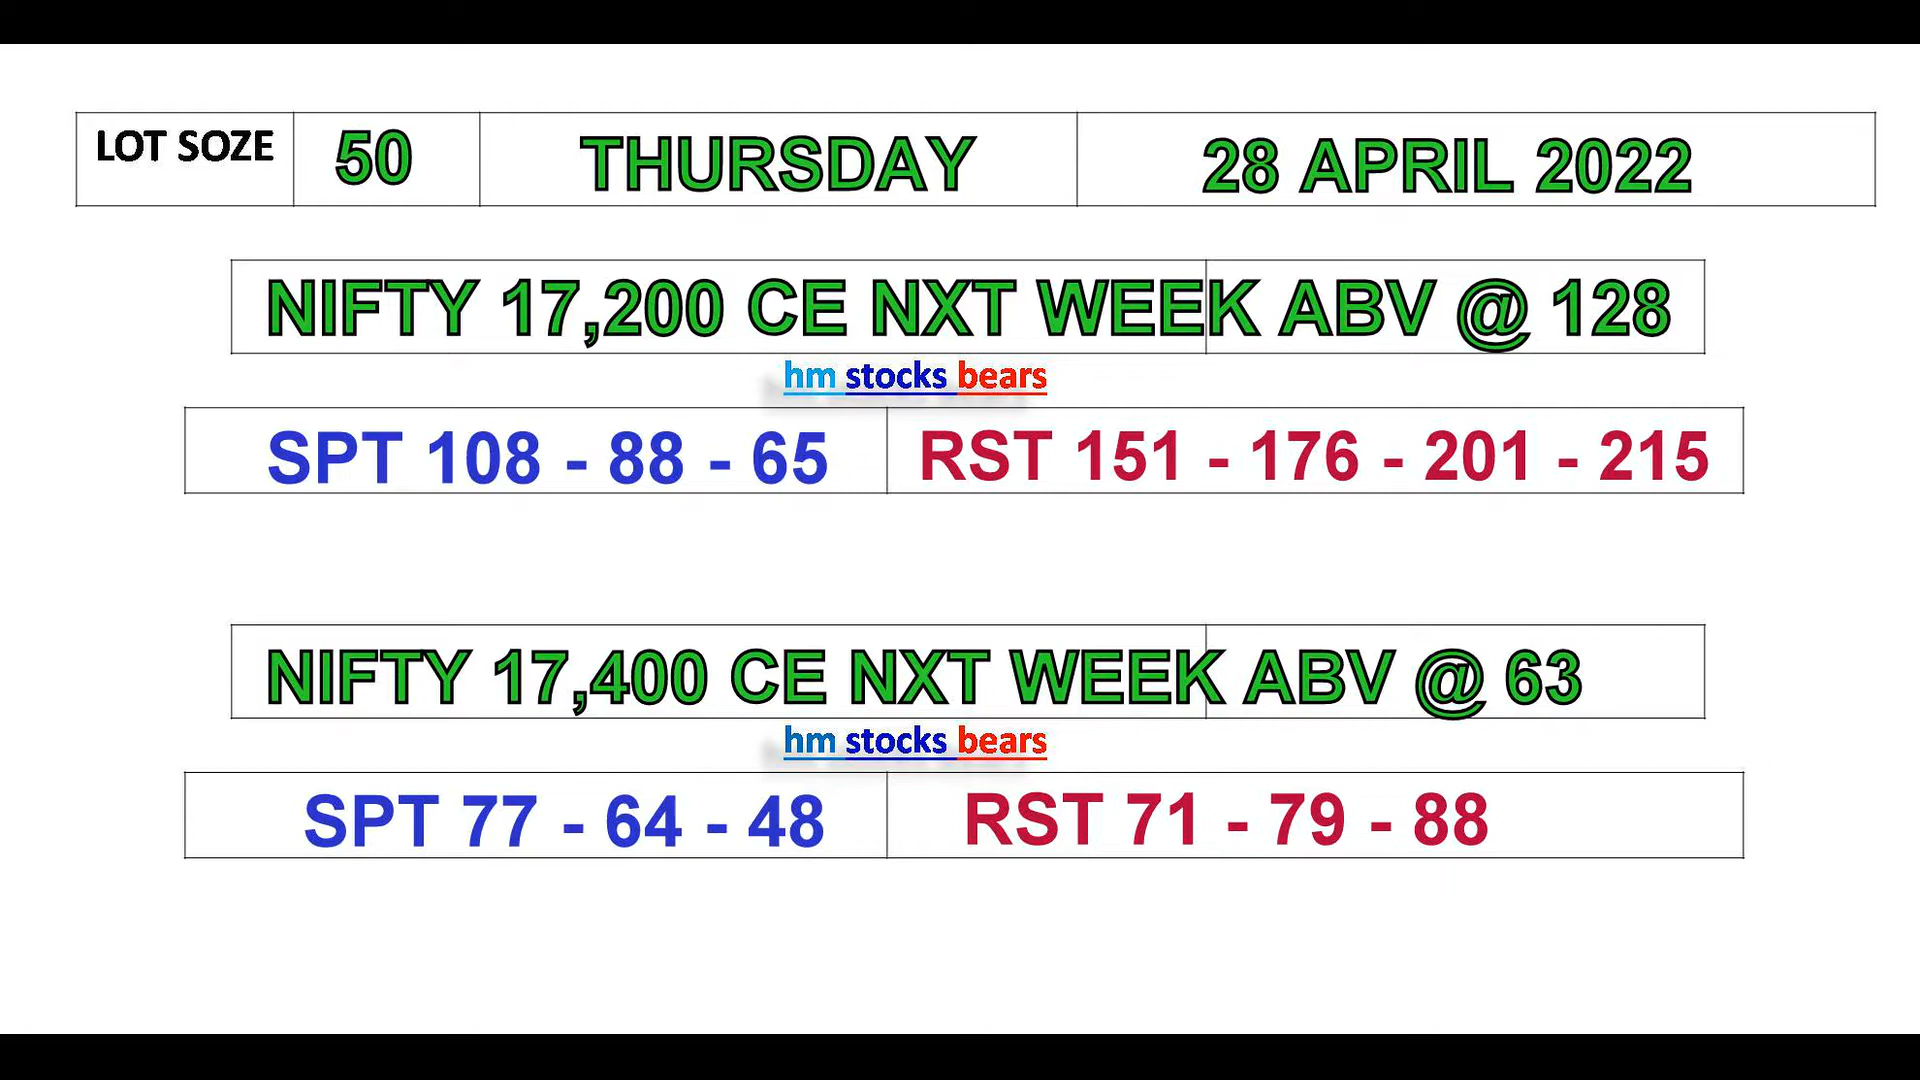 LOT SOZE 50 THURSDAY 28 APRIL 2022
NIFTY 17,200 CE NXT WEEK ABV @ 128
hm stocks bears
SPT 108 - 88 - 65 RST 151 - 176 - 201 - 215
NIFTY 17,400 CE NXT WEEK ABV @ 63
hm stocks bears
SPT 77 - 64 - 48 RST 71 - 79 - 88